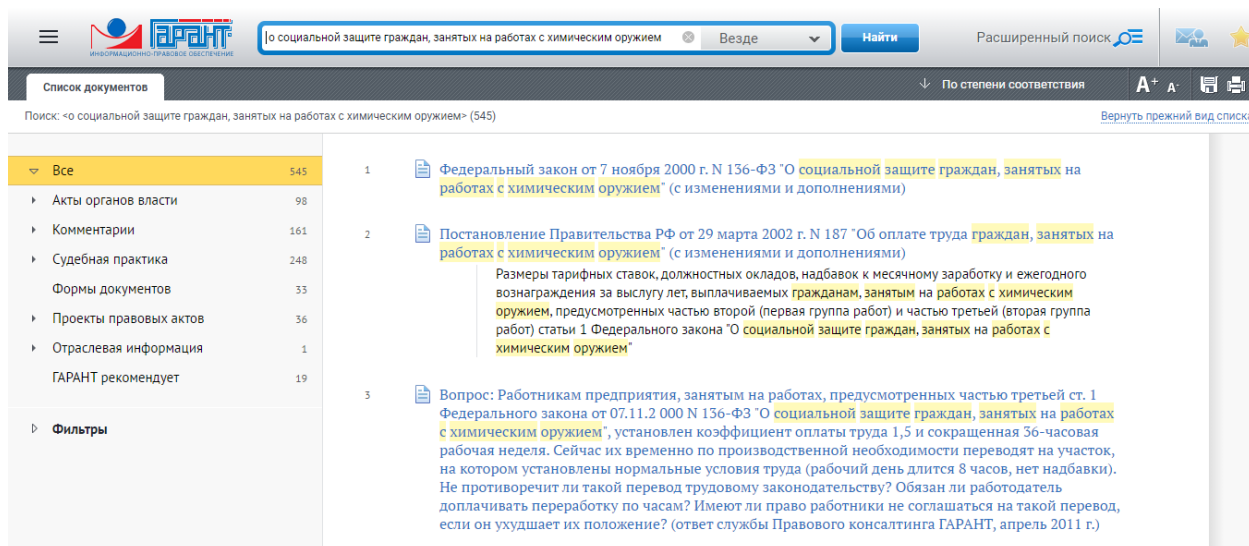 ГАРАНТ
ИНФОРМАЦИОННО-ПРАВОВОЕ ОБЕСПЕЧЕНИЕ
о социальной защите граждан, занятых на работах с химическим оружием
Везде
Найти
Расширенный поиск
Список документов
По степени соответствия
A+ A-
Поиск: <о социальной защите граждан, занятых на работах с химическим оружием> (545)
Вернуть прежний вид списка
Все 545
Акты органов власти 98
Комментарии 161
Судебная практика 248
Формы документов 33
Проекты правовых актов 36
Отраслевая информация 1
ГАРАНТ рекомендует 19
Фильтры
1 Федеральный закон от 7 ноября 2000 г. N 136-ФЗ "О социальной защите граждан, занятых на
работах с химическим оружием" (с изменениями и дополнениями)
2 Постановление Правительства РФ от 29 марта 2002 г. N 187 "Об оплате труда граждан, занятых на
работах с химическим оружием" (с изменениями и дополнениями)
Размеры тарифных ставок, должностных окладов, надбавок к месячному заработку и ежегодного
вознаграждения за выслугу лет, выплачиваемых гражданам, занятым на работах с химическим
оружием, предусмотренных частью второй (первая группа работ) и частью третьей (вторая группа
работ) статьи 1 Федерального закона "О социальной защите граждан, занятых на работах с
химическим оружием"
3 Вопрос: Работникам предприятия, занятым на работах, предусмотренных частью третьей ст. 1
Федерального закона от 07.11.2 000 N 136-ФЗ "О социальной защите граждан, занятых на работах
с химическим оружием", установлен коэффициент оплаты труда 1,5 и сокращенная 36-часовая
рабочая неделя. Сейчас их временно по производственной необходимости переводят на участок,
на котором установлены нормальные условия труда (рабочий день длится 8 часов, нет надбавки).
Не противоречит ли такой перевод трудовому законодательству? Обязан ли работодатель
доплачивать переработку по часам? Имеют ли право работники не соглашаться на такой перевод,
если он ухудшает их положение? (ответ службы Правового консалтинга ГАРАНТ, апрель 2011 г.)